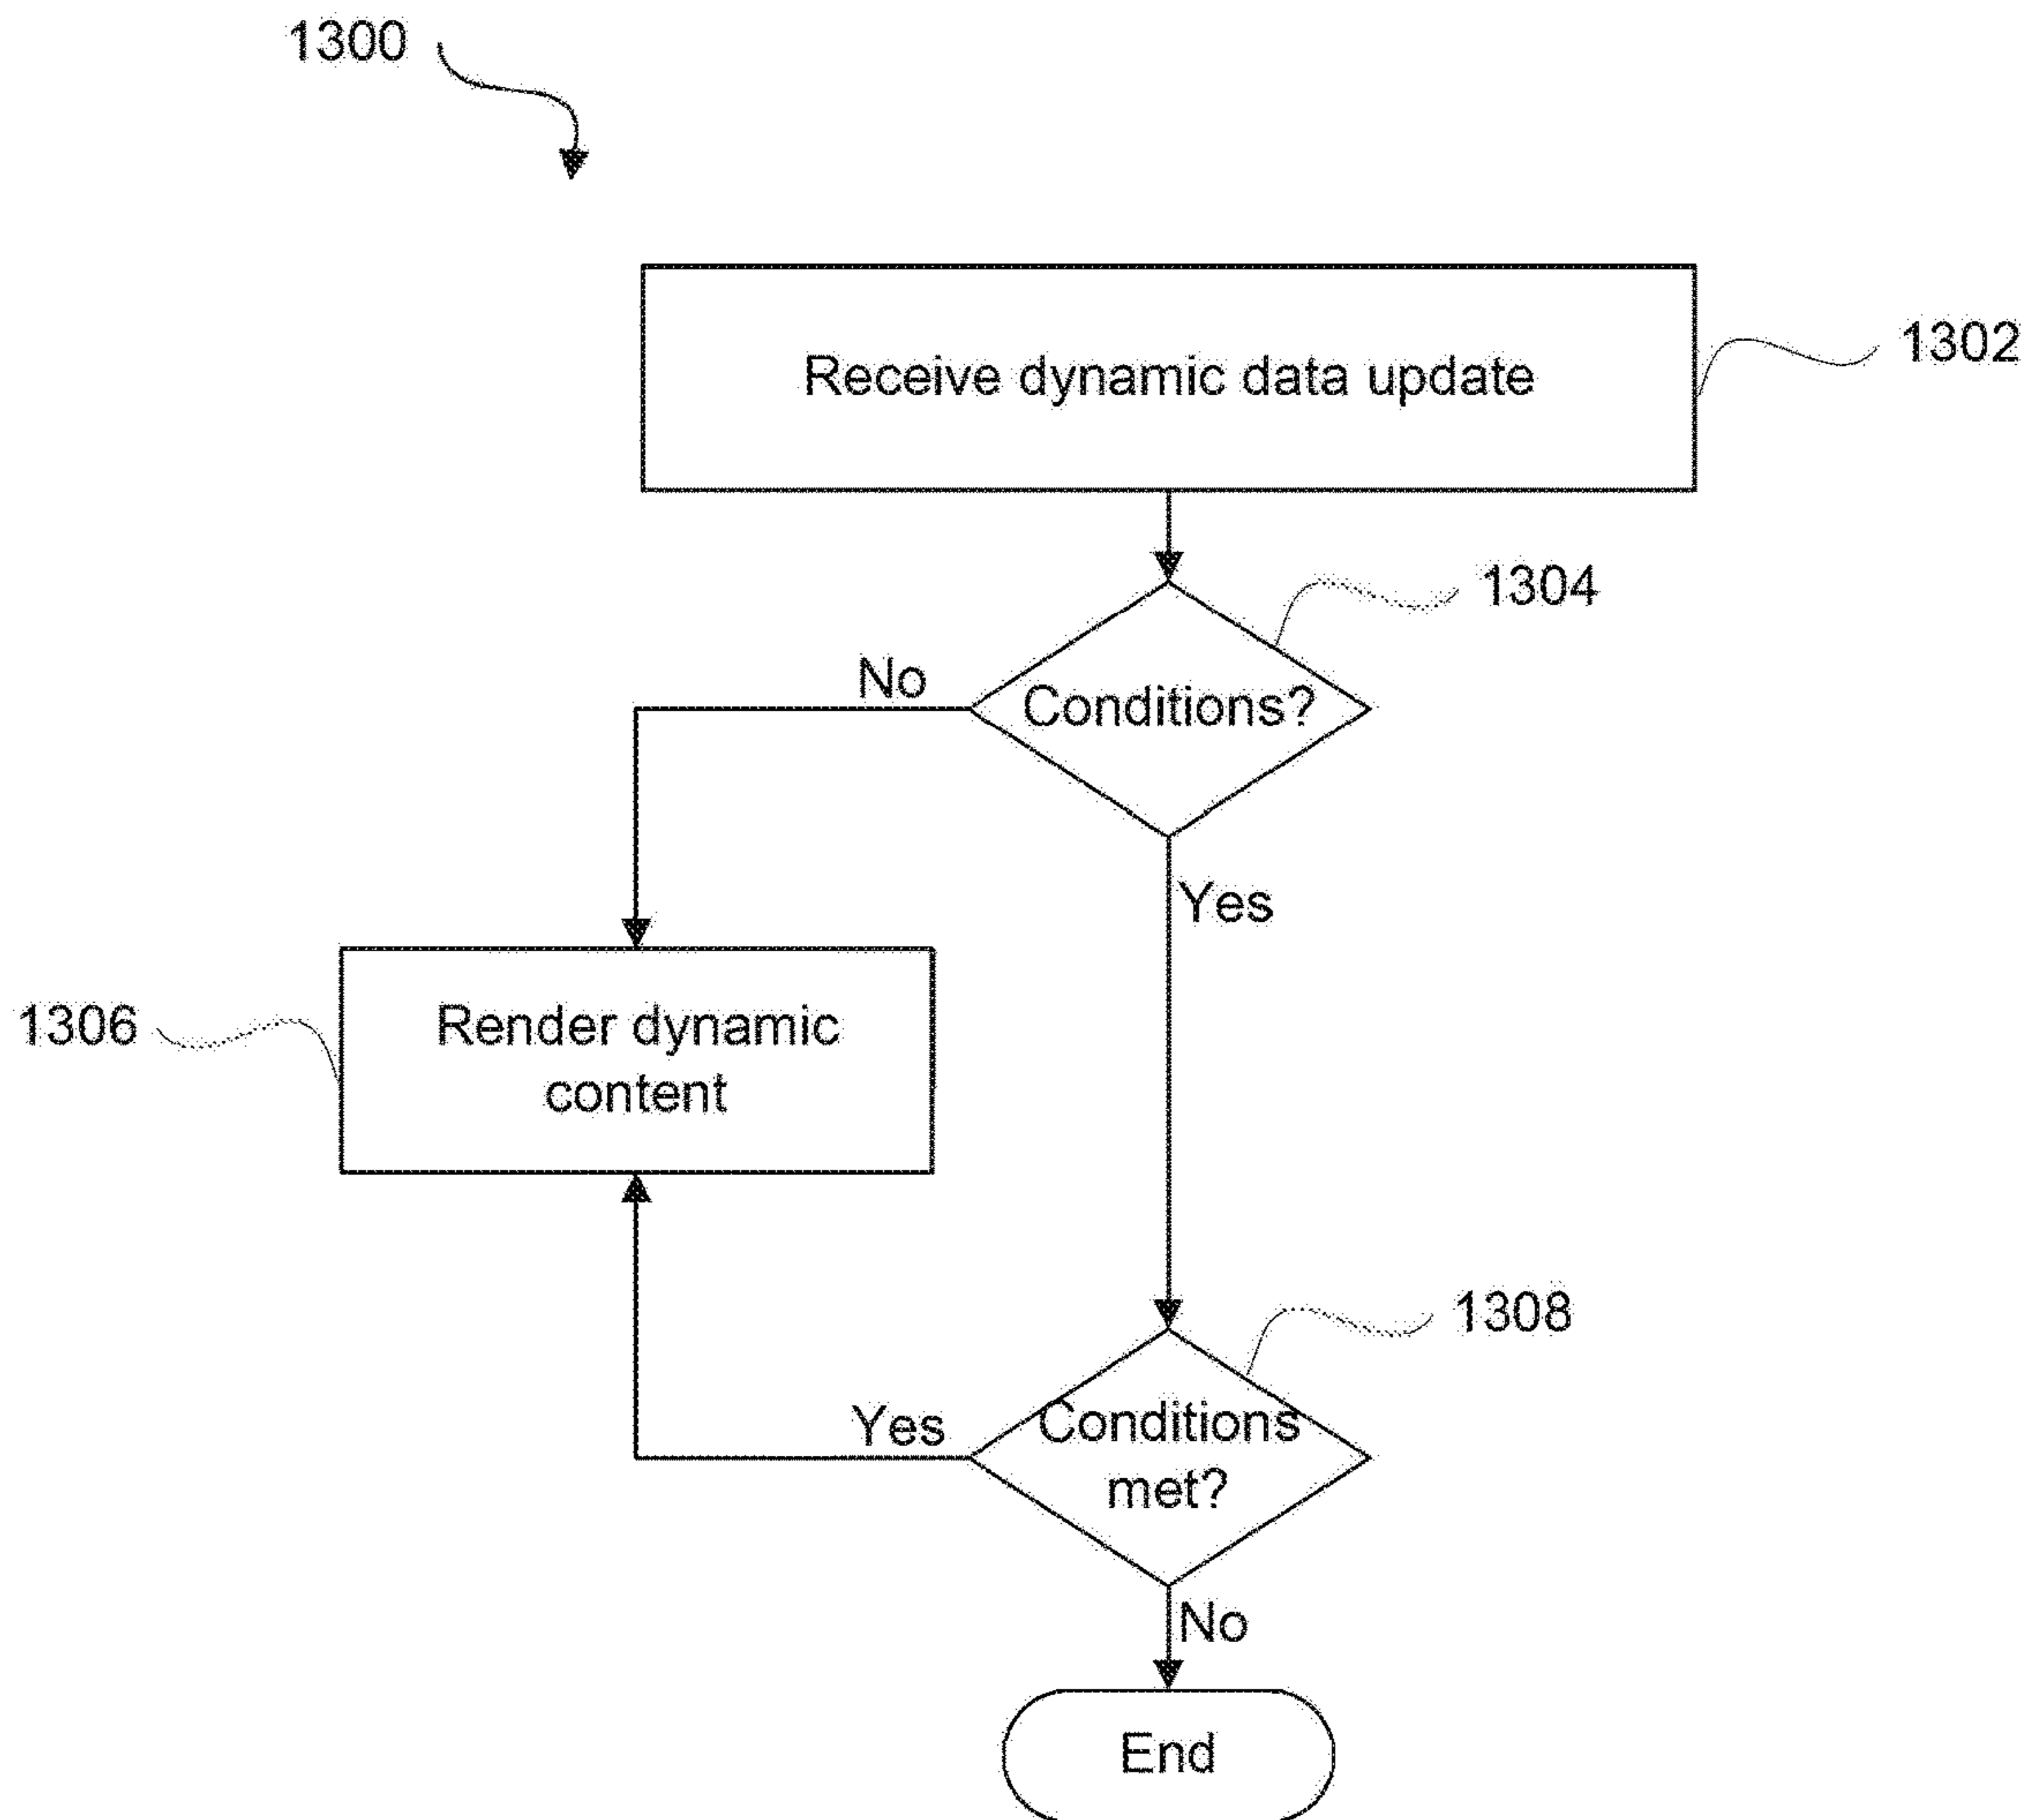 1300
Receive dynamic data update
1302
1304
Conditions?
No
Yes
1306
Render dynamic
content
1308
Conditions
met?
Yes
No
End